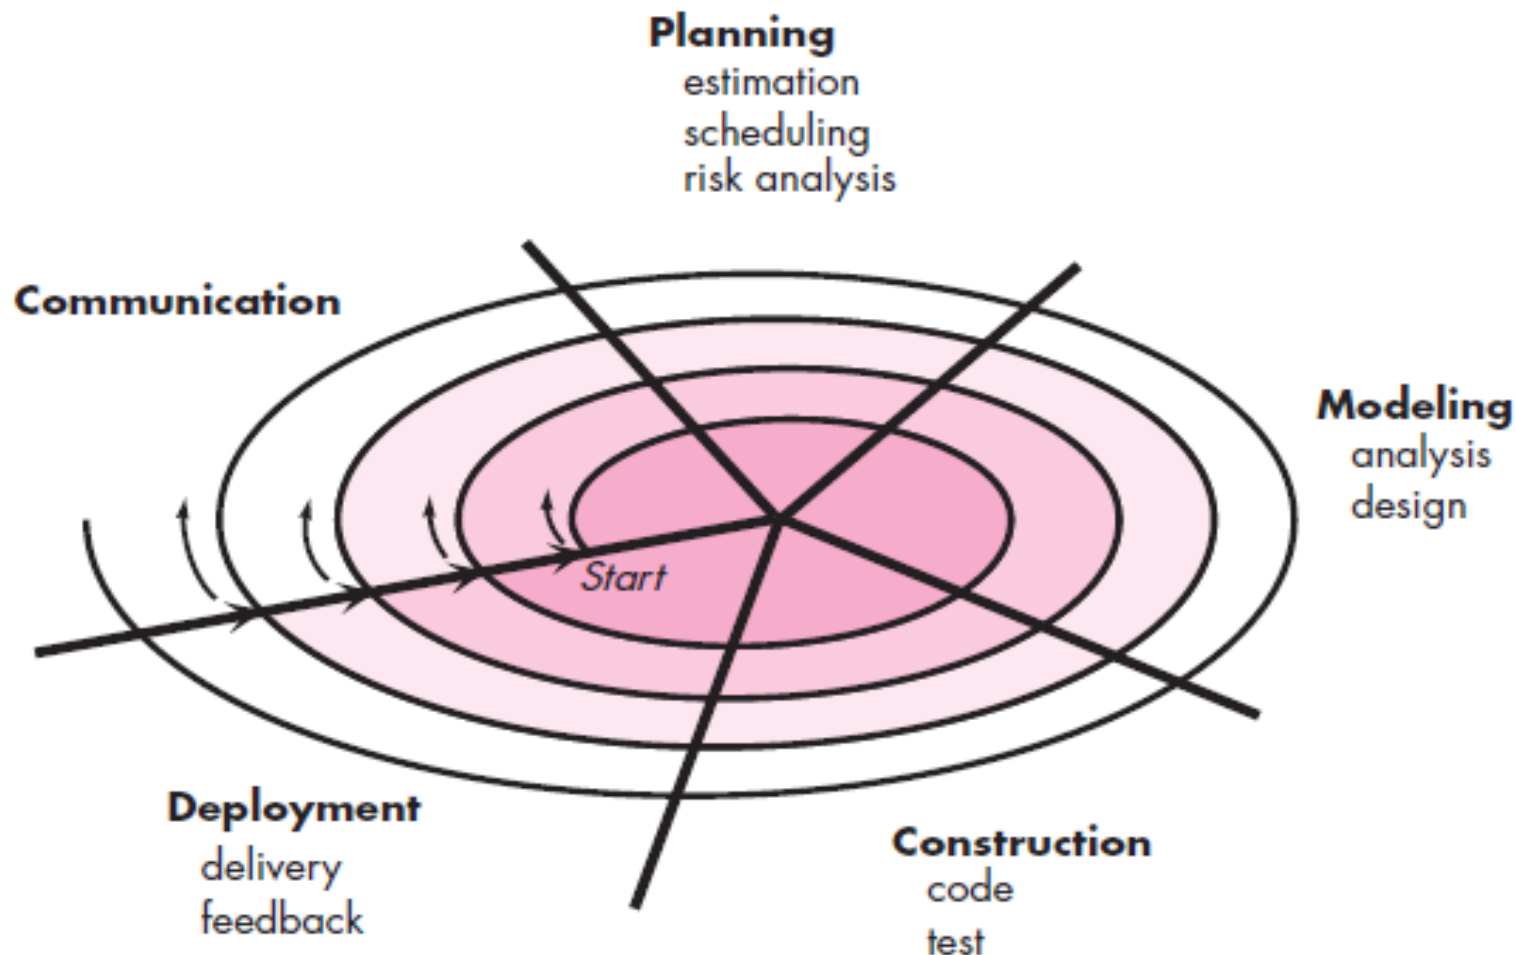 Planning
estimation
scheduling
risk analysis
Communication
Modeling
analysis
design
Start
Deployment
delivery
feedback
Construction
code
test